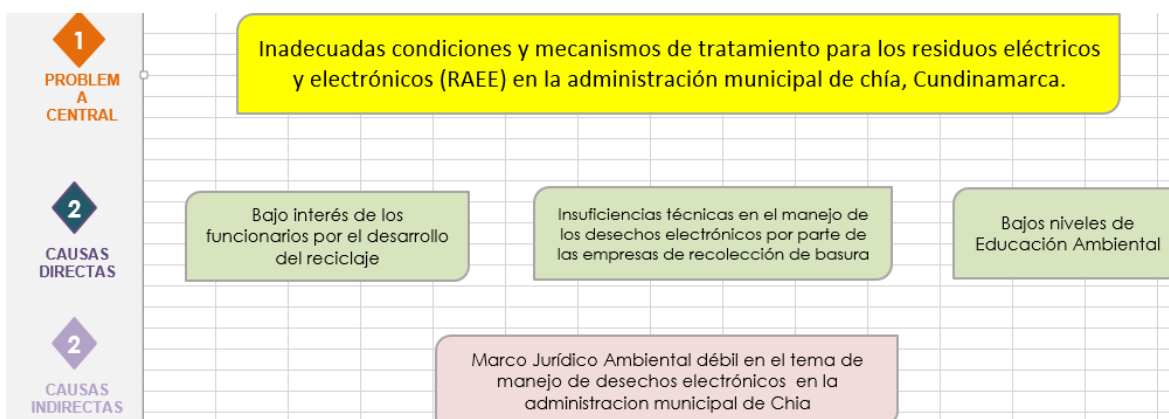 1
PROBLEM
A
CENTRAL
Inadecuadas condiciones y mecanismos de tratamiento para los residuos eléctricos
y electrónicos (RAEE) en la administración municipal de chía, Cundinamarca.
2
CAUSAS
DIRECTAS
Bajo interés de los
funcionarios por el desarrollo
del reciclaje
Insuficiencias técnicas en el manejo de
los desechos electrónicos por parte de
las empresas de recolección de basura
Bajos niveles de
Educación Ambiental
2
CAUSAS
INDIRECTAS
Marco Jurídico Ambiental débil en el tema de
manejo de desechos electrónicos en la
administracion municipal de Chia